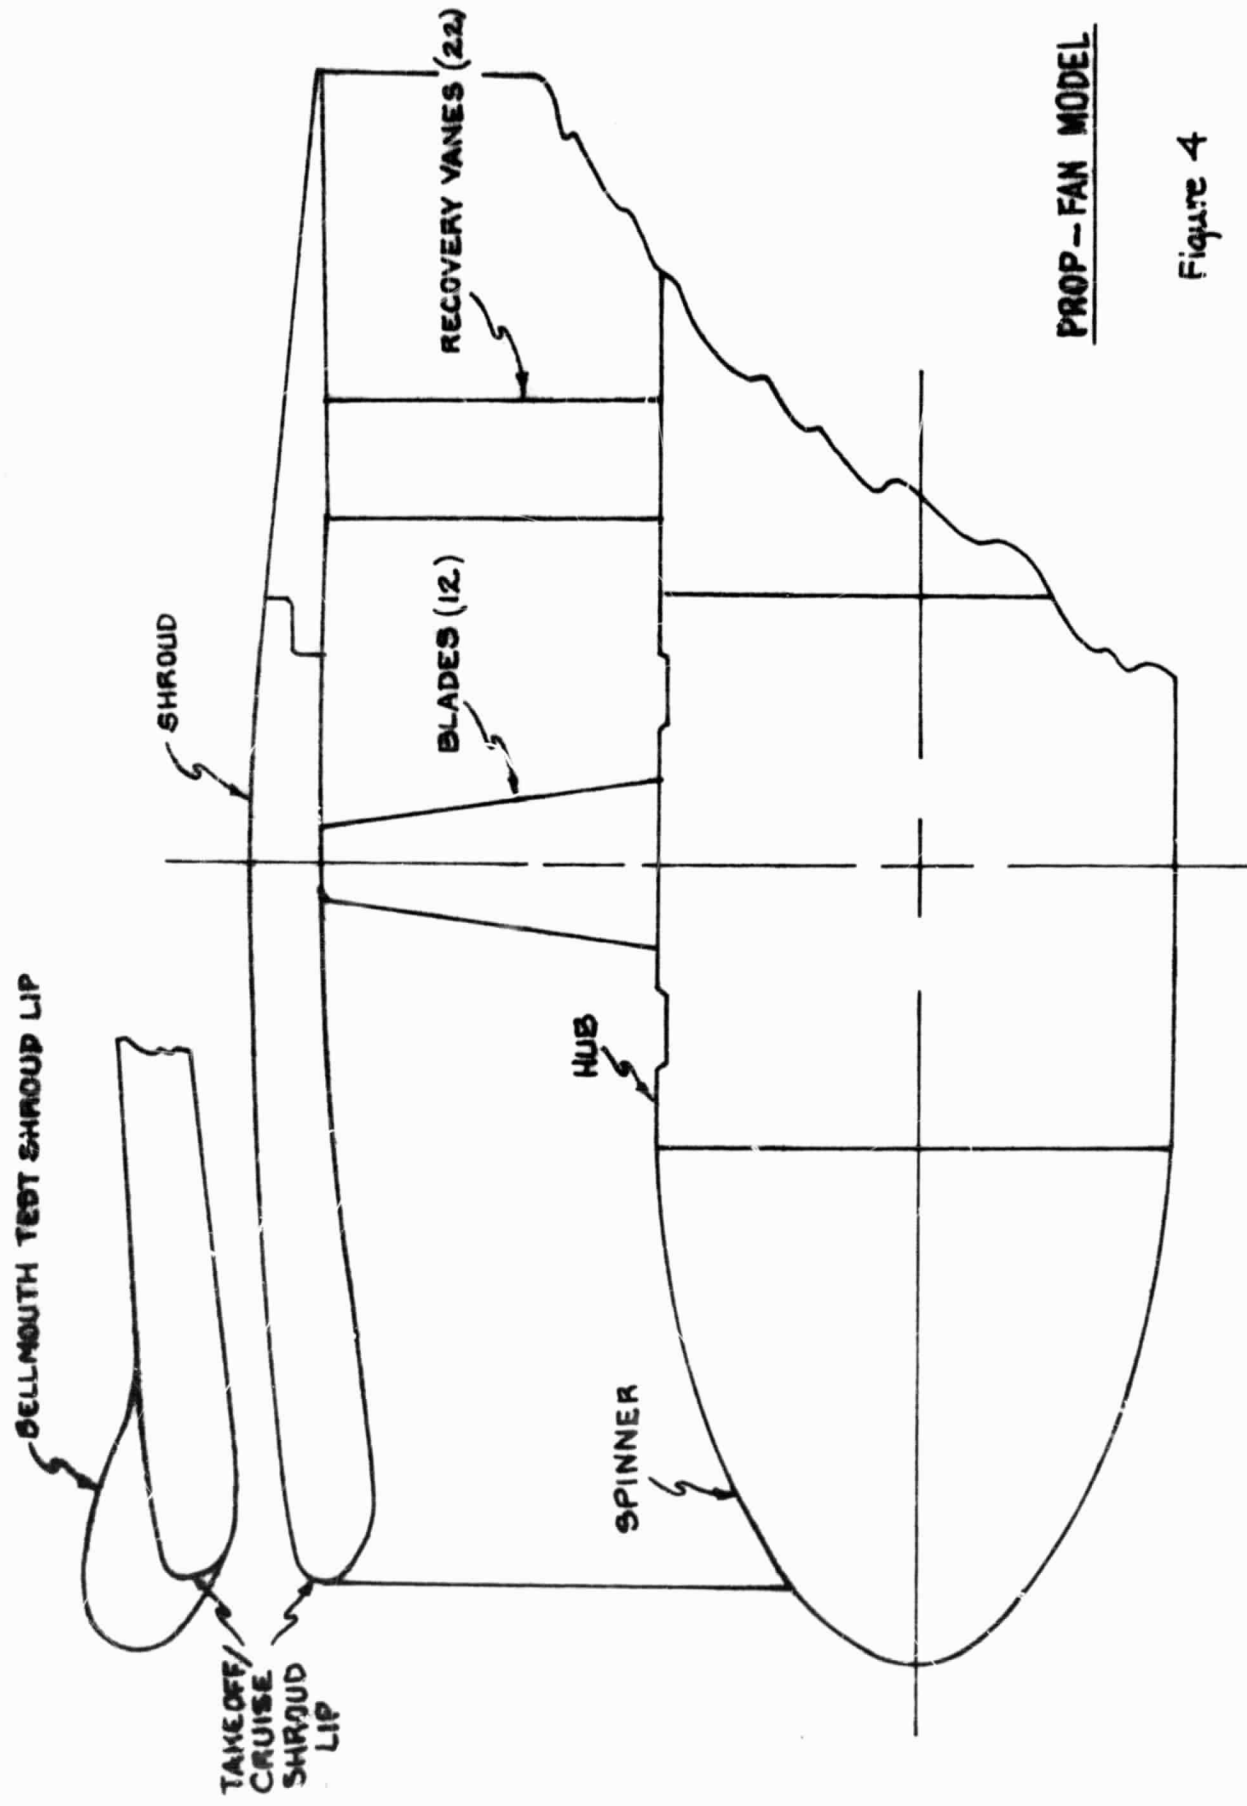 BELLMOUTH TEST SHROUD LIP
TAKEOFF/
CRUISE
SHROUD
LIP
SHROUD
BLADES (12)
RECOVERY VANES (22)
HUB
SPINNER
PROP-FAN MODEL
Figure 4